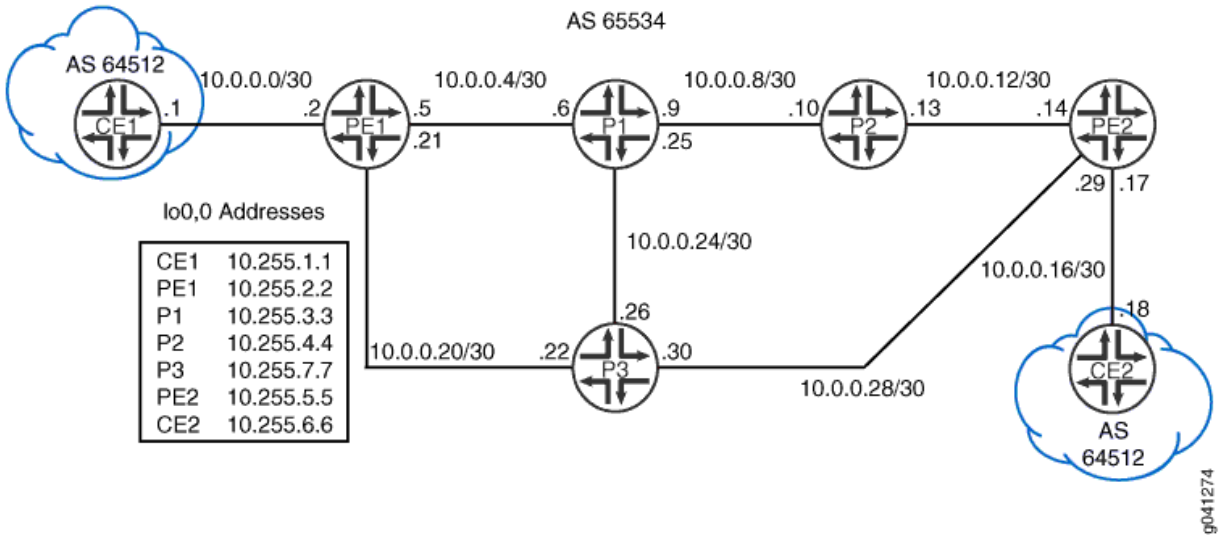 AS 65534
AS 64512
10.0.0.0/30
10.0.0.4/30
10.0.0.8/30
10.0.0.12/30
.1
.2
.5
.6
.9
.10
.13
.14
CE1
PE1
P1
P2
PE2
.21
.25
.29
.17
lo0,0 Addresses
CE1 10.255.1.1
PE1 10.255.2.2
P1 10.255.3.3
P2 10.255.4.4
P3 10.255.7.7
PE2 10.255.5.5
CE2 10.255.6.6
10.0.0.24/30
10.0.0.16/30
.26
.18
10.0.0.20/30
.22
.30
P3
CE2
10.0.0.28/30
AS
64512
g041274